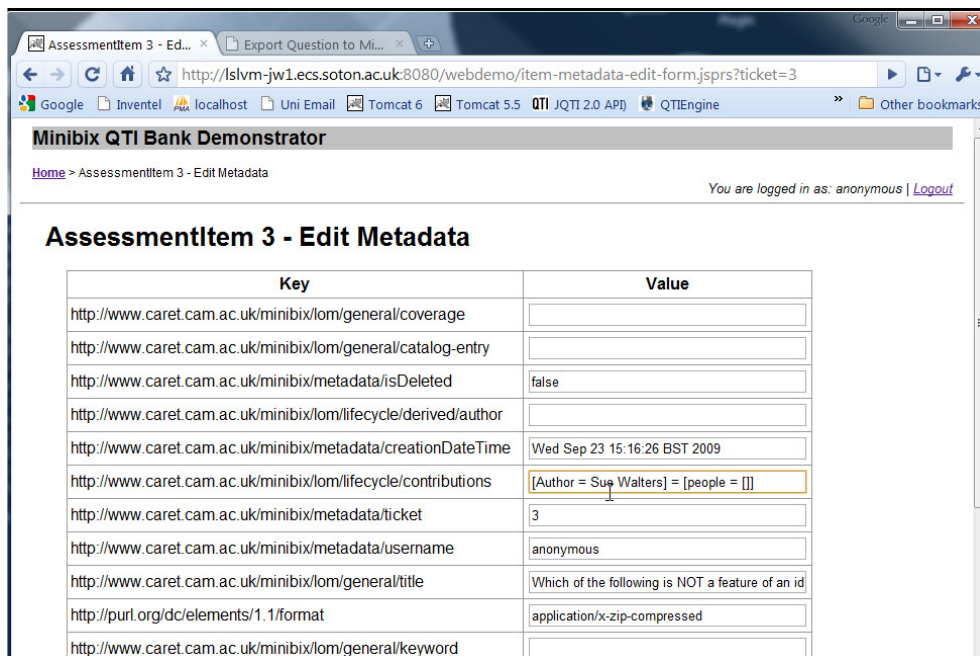 Google
AssessmentItem 3 - Ed...
Export Question to Mi...
http://lslvm-jw1.ecs.soton.ac.uk:8080/webdemo/item-metadata-edit-form.jsprs?ticket=3
Google Inventel localhost Uni Email Tomcat 6 Tomcat 5.5 QTI JQTI 2.0 API) QTIEngine » Other bookmarks
Minibix QTI Bank Demonstrator
Home > AssessmentItem 3 - Edit Metadata
You are logged in as: anonymous | Logout
AssessmentItem 3 - Edit Metadata
Key Value
http://www.caret.cam.ac.uk/minibix/lom/general/coverage
http://www.caret.cam.ac.uk/minibix/lom/general/catalog-entry
http://www.caret.cam.ac.uk/minibix/metadata/isDeleted false
http://www.caret.cam.ac.uk/minibix/lom/lifecycle/derived/author
http://www.caret.cam.ac.uk/minibix/metadata/creationDateTime Wed Sep 23 15:16:26 BST 2009
http://www.caret.cam.ac.uk/minibix/lom/lifecycle/contributions [Author = Sue Walters] = [people = []]
http://www.caret.cam.ac.uk/minibix/metadata/ticket 3
http://www.caret.cam.ac.uk/minibix/metadata/username anonymous
http://www.caret.cam.ac.uk/minibix/lom/general/title Which of the following is NOT a feature of an id
http://purl.org/dc/elements/1.1/format application/x-zip-compressed
http://www.caret.cam.ac.uk/minibix/lom/general/keyword